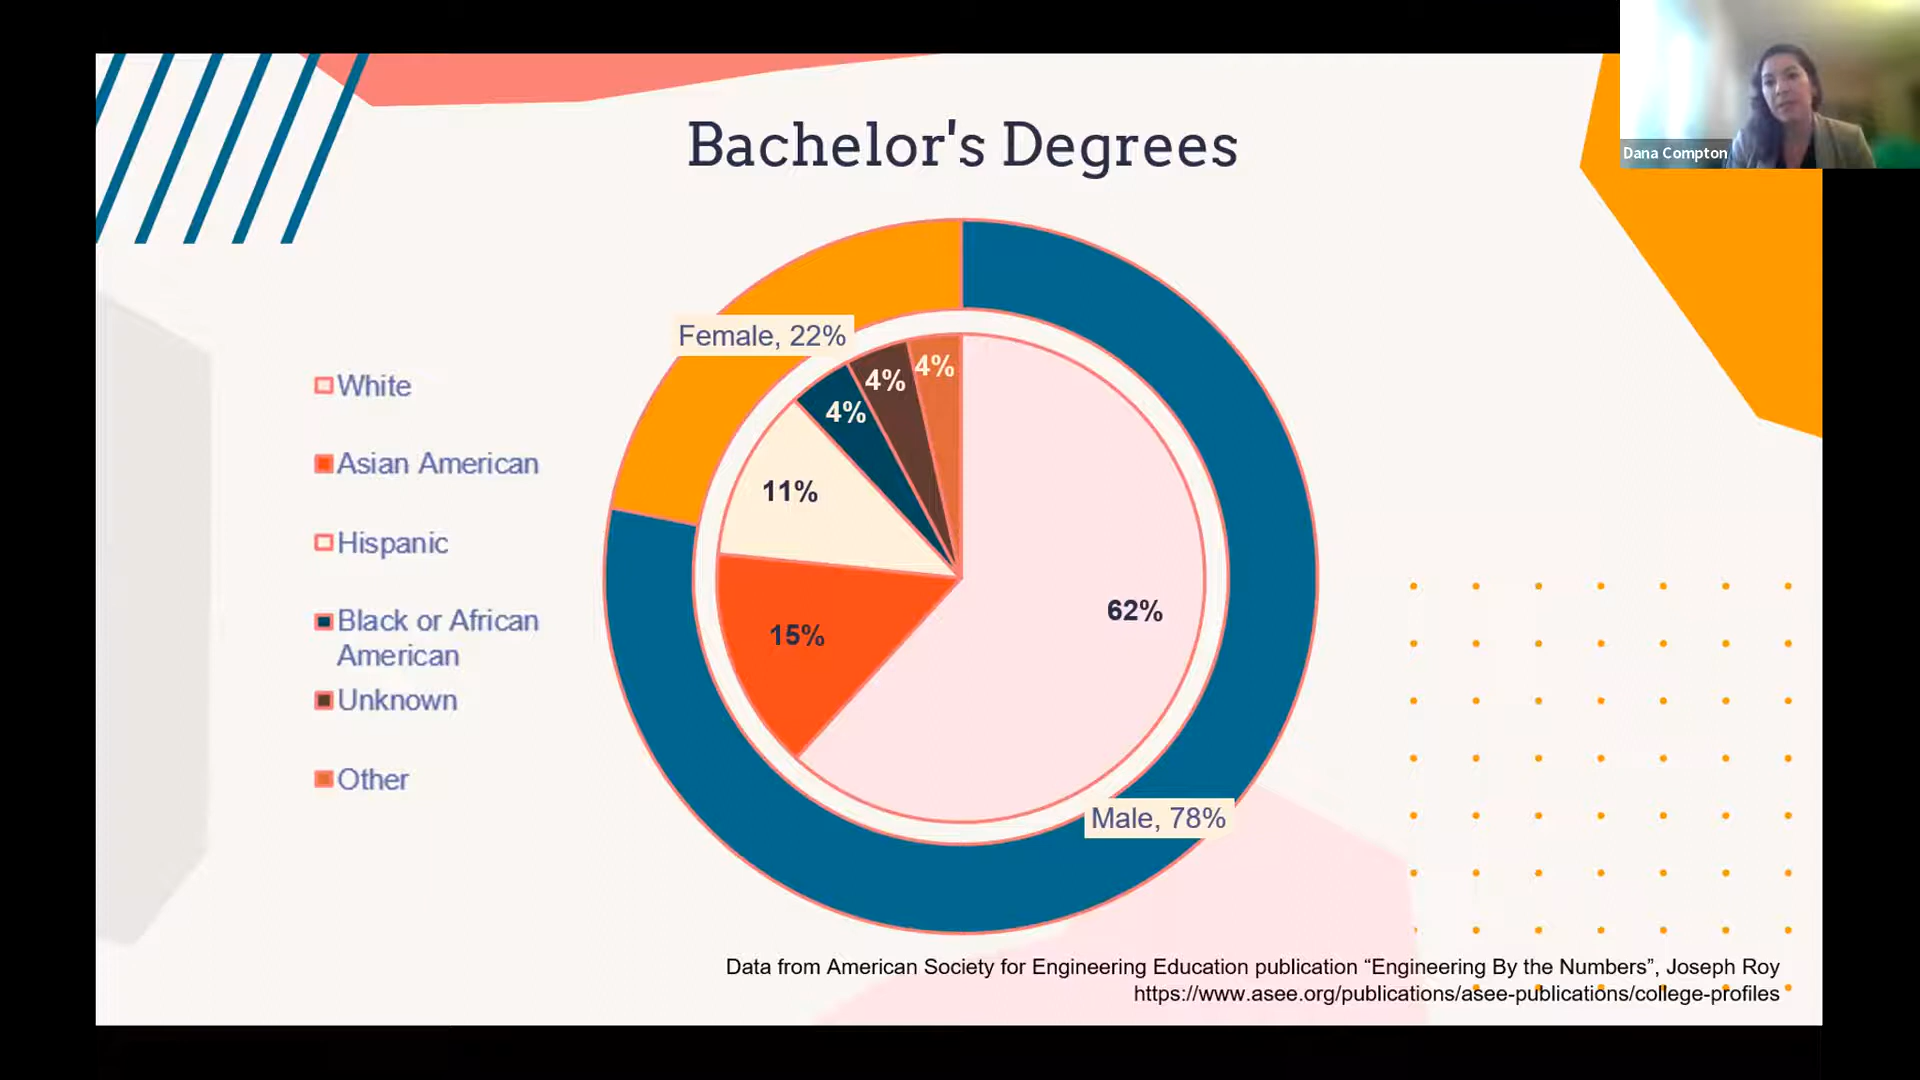 Bachelor's Degrees
Dana Compton
Female, 22%
White
Asian American
Hispanic
Black or African
American
Unknown
Other
4%
4%
4%
11%
15%
62%
Male, 78%
Data from American Society for Engineering Education publication “Engineering By the Numbers”, Joseph Roy
https://www.asee.org/publications/asee-publications/college-profiles